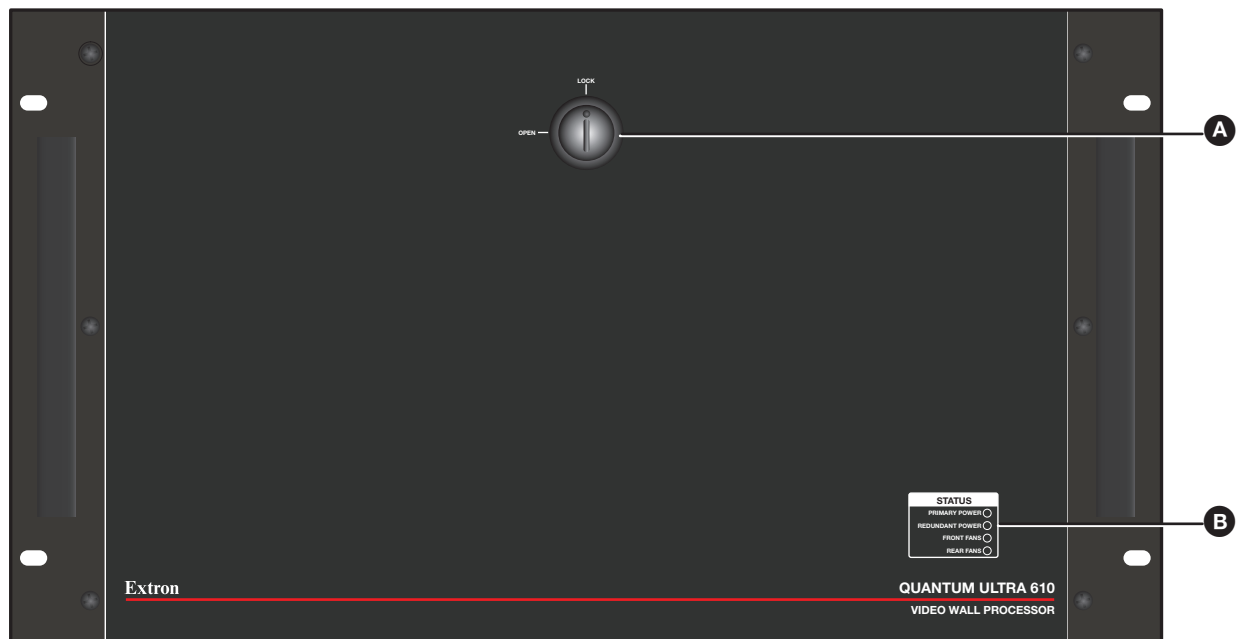 LOCK
OPEN
A
STATUS
PRIMARY POWER
REDUNDANT POWER
FRONT FANS
REAR FANS
B
Extron
QUANTUM ULTRA 610
VIDEO WALL PROCESSOR